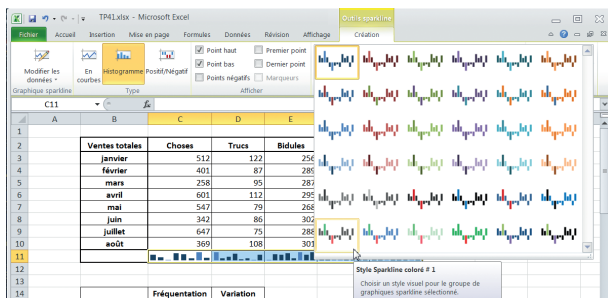 TP41.xlsx - Microsoft Excel
Outils sparkline
Fichier Accueil Insertion Mise en page Formules Données Révision Affichage Création
Modifier les données
En courbes
Histogramme
Positif/Négatif
Point haut
Premier point
Point bas
Dernier point
Points négatifs
Marqueurs
Graphique sparkline Type Afficher
C11 fx
A B C D E
1
2 Ventes totales Choses Trucs Bidules
3 janvier 512 122 256
4 février 401 87 289
5 mars 258 95 287
6 avril 601 112 295
7 mai 547 79 268
8 juin 342 86 302
9 juillet 647 75 288
10 août 369 108 301
11
12
13
14 Fréquentation Variation
Style Sparkline coloré # 1
Choisir un style visuel pour le groupe de
graphiques sparkline sélectionné.